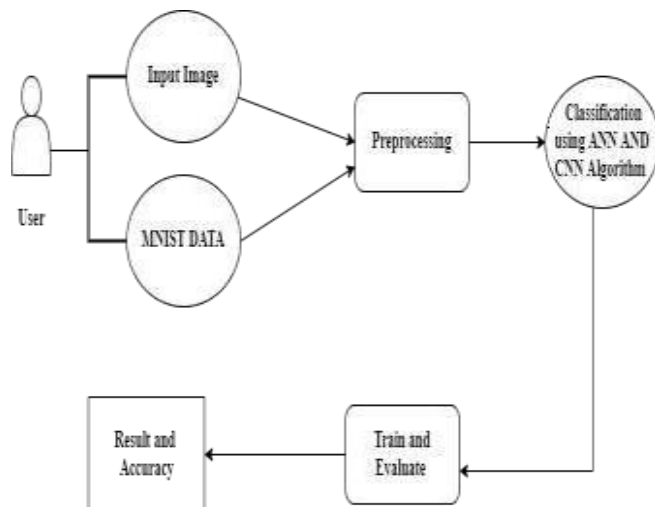 Input Image
Preprocessing
Classification
using ANN AND
CNN Algorithm
User
MNIST DATA
Result and
Accuracy
Train and
Evaluate